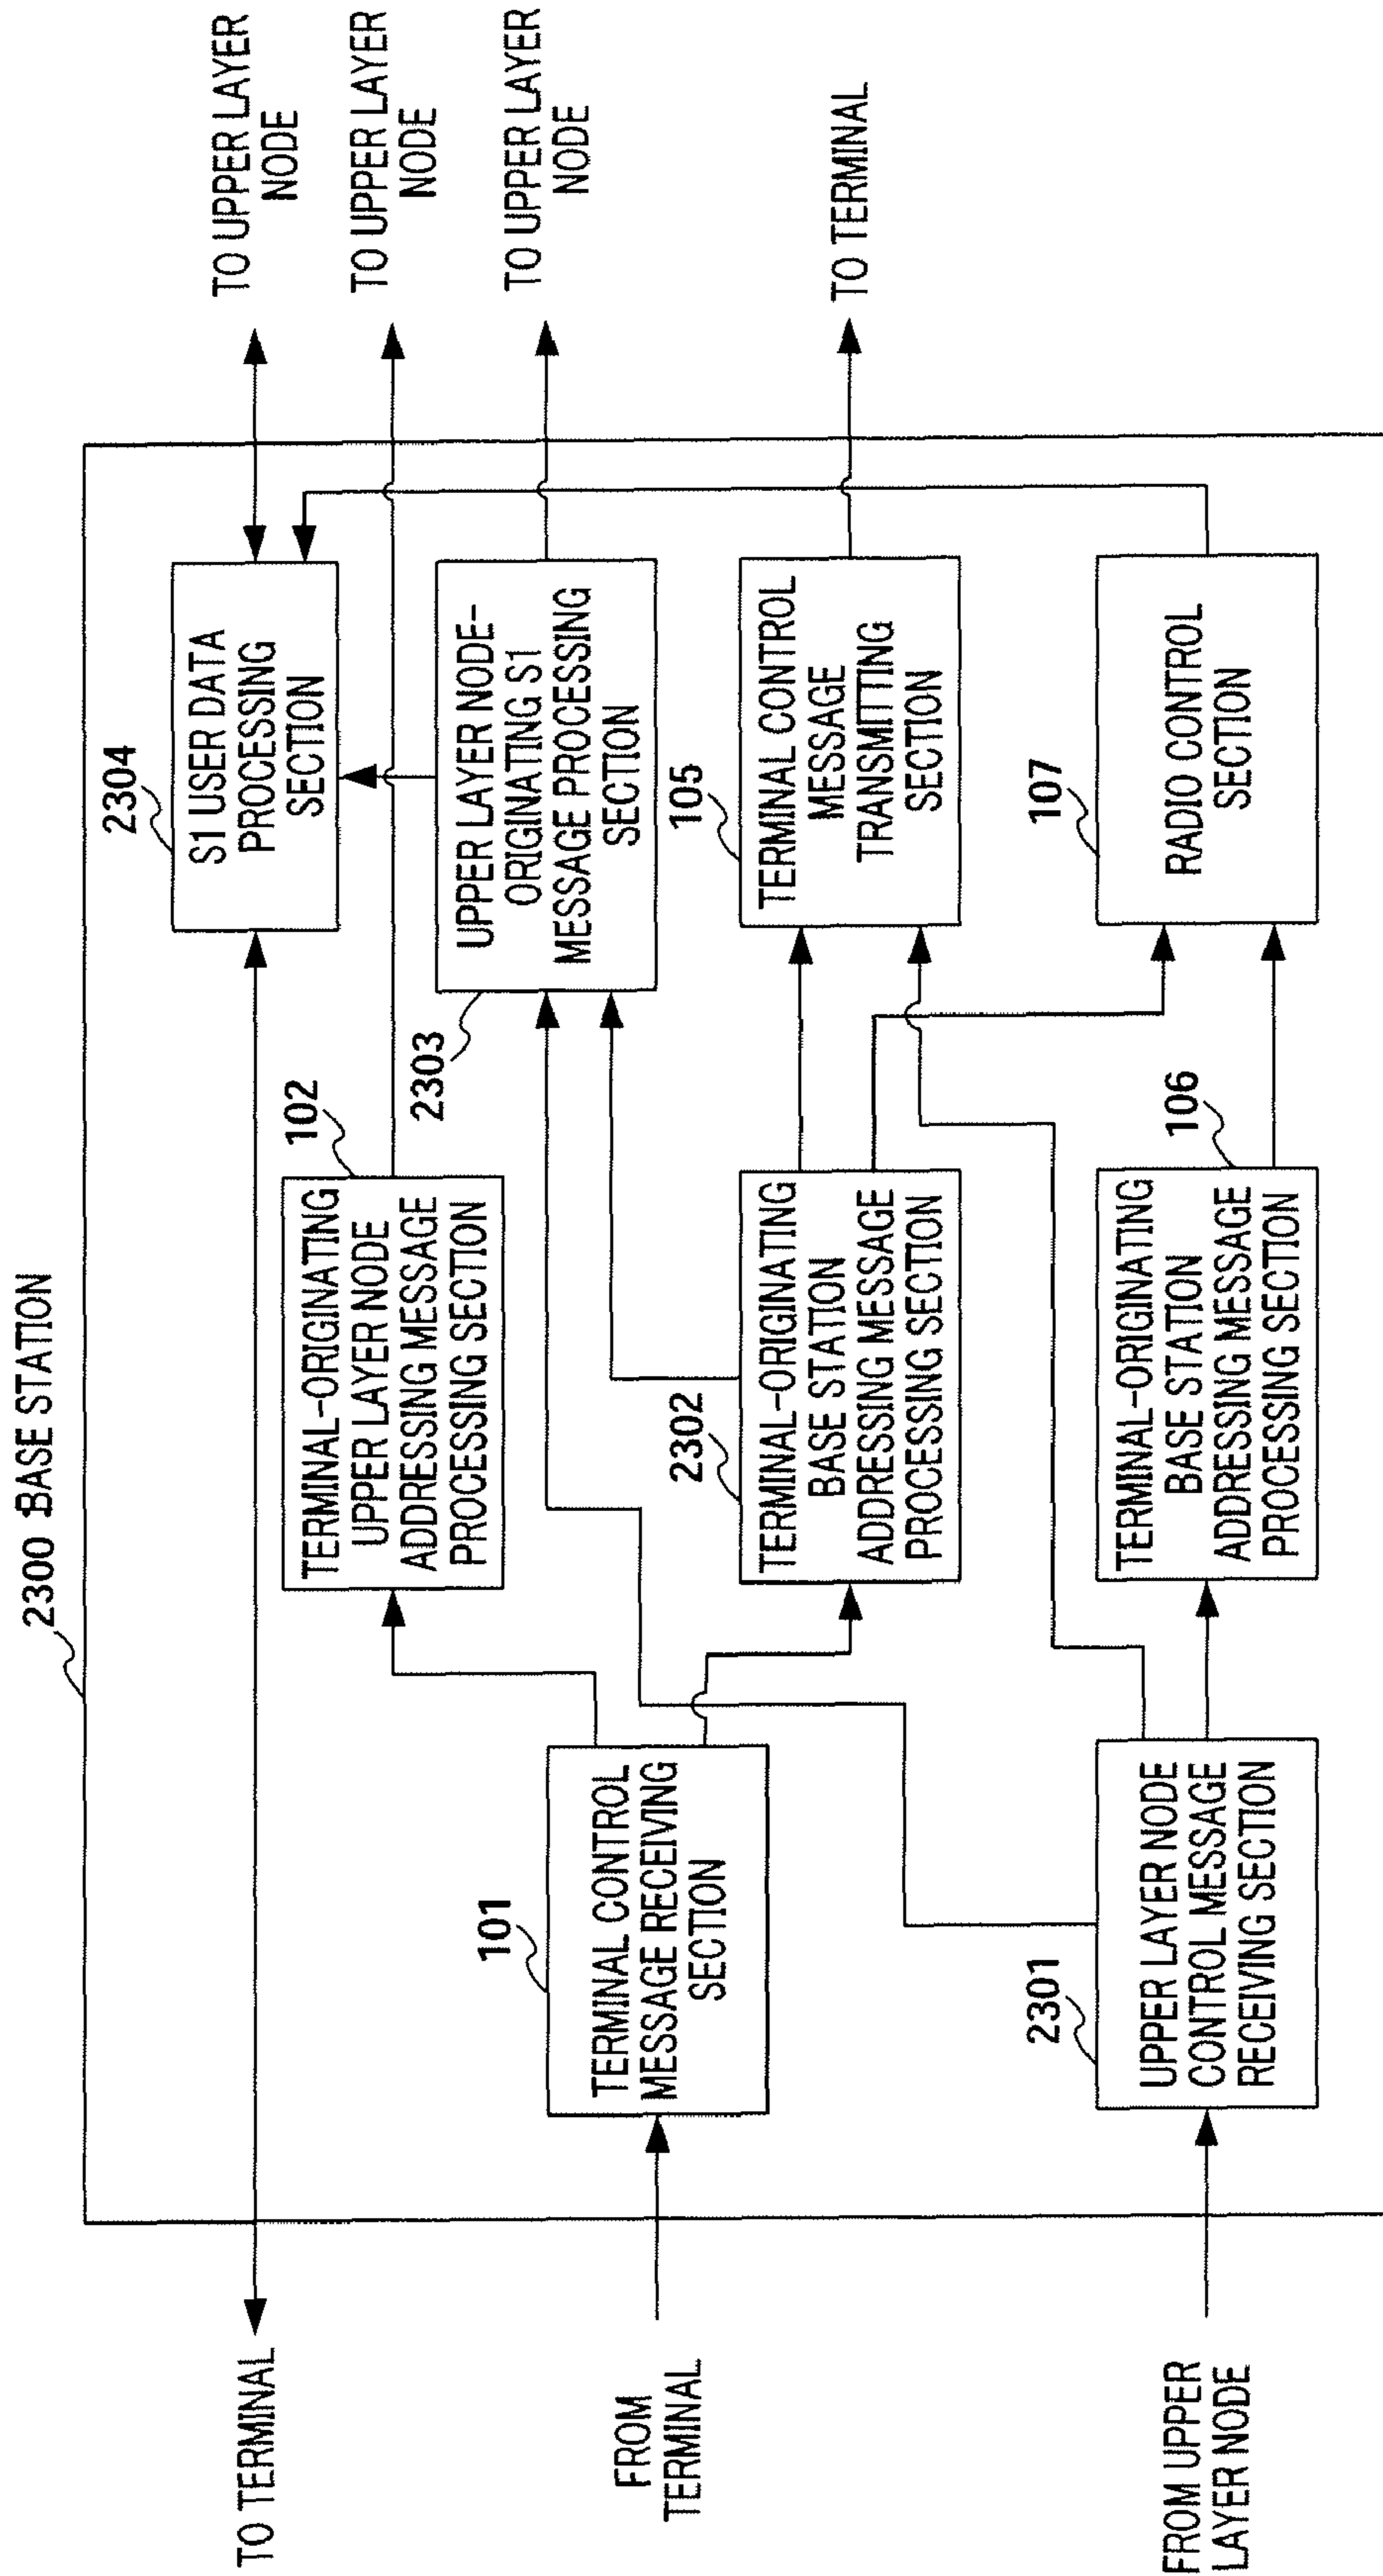 2300 BASE STATION
TO TERMINAL
2304
S1 USER DATA
PROCESSING
SECTION
TO UPPER LAYER
NODE
102
TERMINAL-ORIGINATING
UPPER LAYER NODE
ADDRESSING MESSAGE
PROCESSING SECTION
TO UPPER LAYER
NODE
2303
UPPER LAYER NODE-
ORIGINATING S1
MESSAGE PROCESSING
SECTION
TO UPPER LAYER
NODE
FROM
TERMINAL
101
TERMINAL CONTROL
MESSAGE RECEIVING
SECTION
2302
TERMINAL-ORIGINATING
BASE STATION
ADDRESSING MESSAGE
PROCESSING SECTION
105
TERMINAL CONTROL
MESSAGE
TRANSMITTING
SECTION
TO TERMINAL
FROM UPPER
LAYER NODE
2301
UPPER LAYER NODE
CONTROL MESSAGE
RECEIVING SECTION
106
TERMINAL-ORIGINATING
BASE STATION
ADDRESSING MESSAGE
PROCESSING SECTION
107
RADIO CONTROL
SECTION